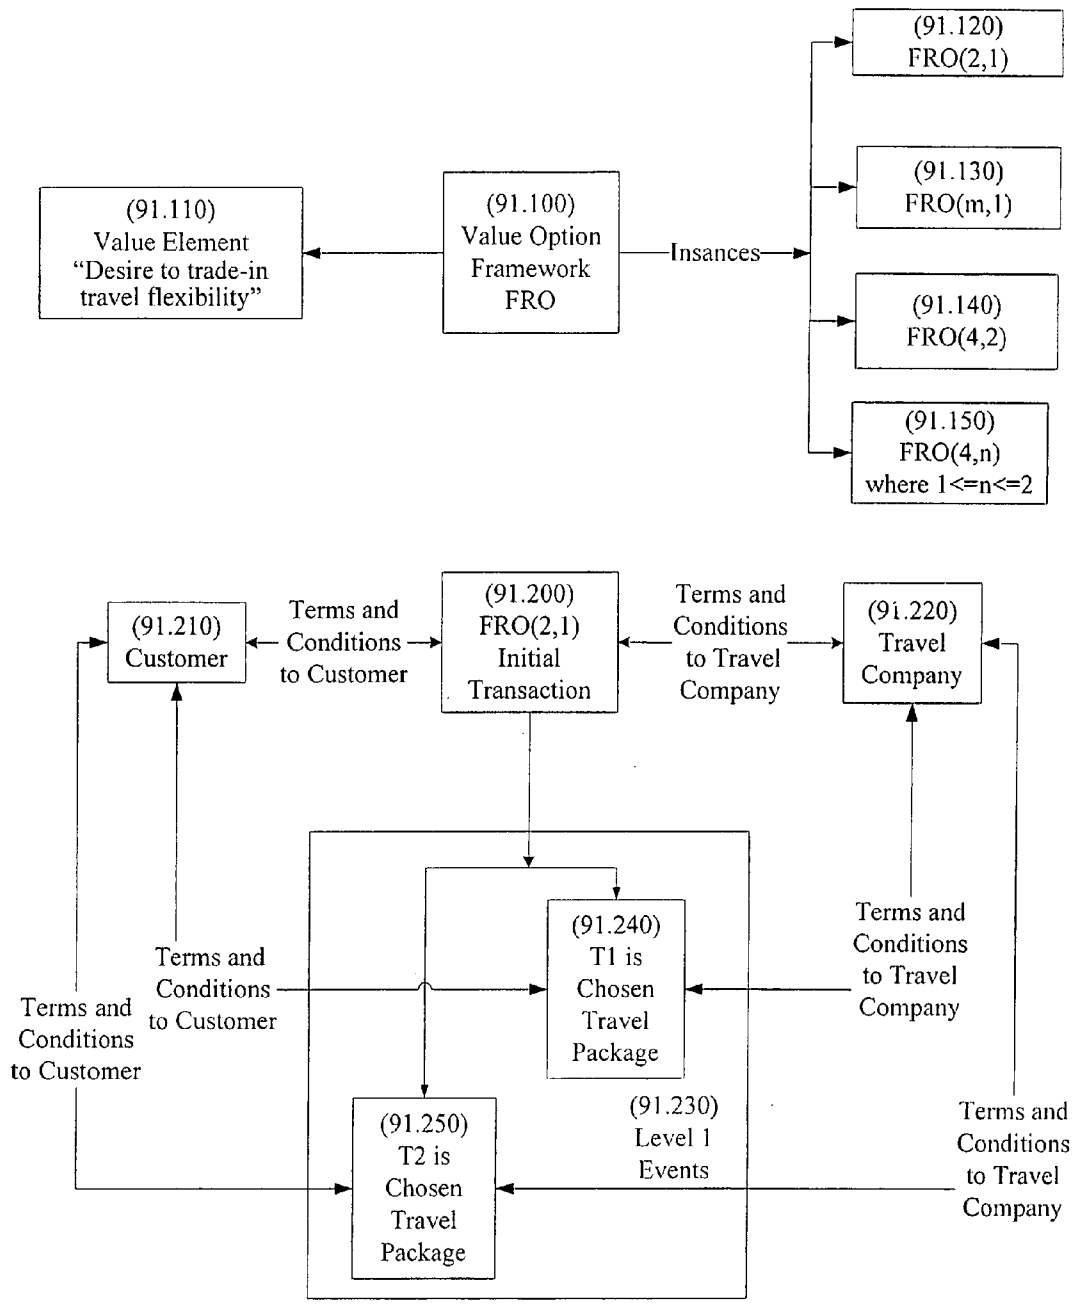 (91.120)
FRO(2,1)
(91.130)
FRO(m,1)
(91.110)
Value Element
“Desire to trade-in
travel flexibility”
(91.100)
Value Option
Framework
FRO
Insances
(91.140)
FRO(4,2)
(91.150)
FRO(4,n)
where 1<=n<=2
(91.210)
Customer
Terms and
Conditions
to Customer
(91.200)
FRO(2,1)
Initial
Transaction
Terms and
Conditions
to Travel
Company
(91.220)
Travel
Company
Terms and
Conditions
to Customer
Terms and
Conditions
to Customer
(91.240)
T1 is
Chosen
Travel
Package
Terms and
Conditions
to Travel
Company
(91.250)
T2 is
Chosen
Travel
Package
(91.230)
Level 1
Events
Terms and
Conditions
to Travel
Company